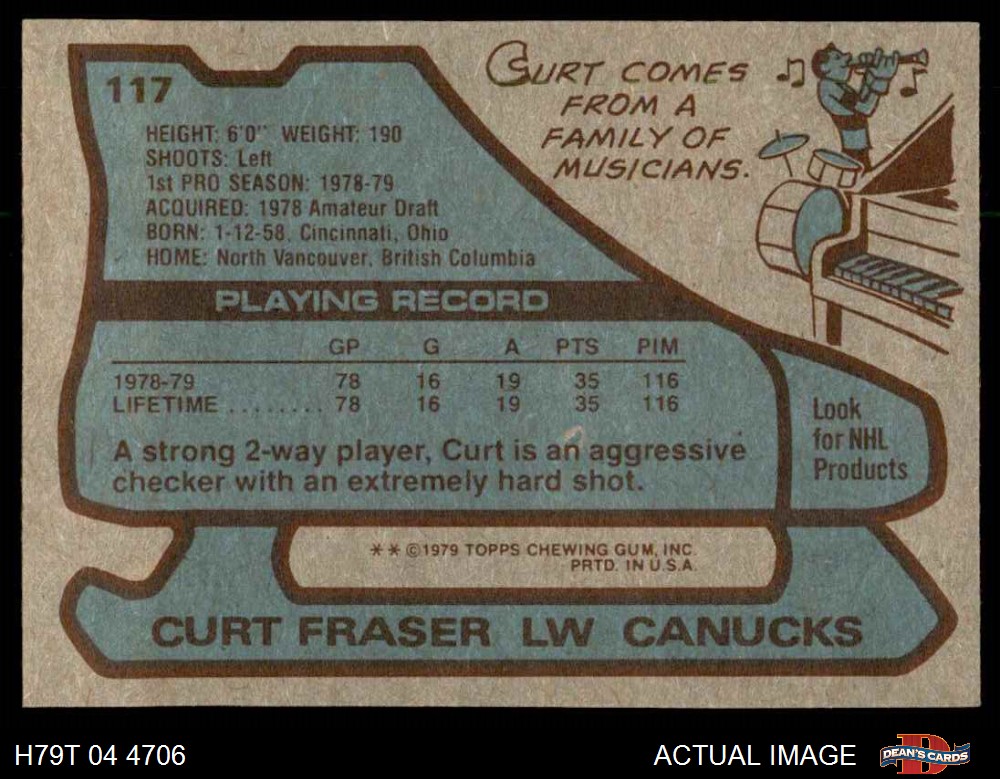 117
HEIGHT: 6'0" WEIGHT: 190
SHOOTS: Left
1st PRO SEASON: 1978-79
ACQUIRED: 1978 Amateur Draft
BORN: 1-12-58, Cincinnati, Ohio
HOME: North Vancouver, British Columbia
CURT COMES
FROM A
FAMILY OF
MUSICIANS.
PLAYING RECORD
GP G A PTS PIM
1978-79 78 16 19 35 116
LIFETIME ........ 78 16 19 35 116
A strong 2-way player, Curt is an aggressive
checker with an extremely hard shot.
Look
for NHL
Products
** ©1979 TOPPS CHEWING GUM, INC.
PRTD. IN U.S.A.
CURT FRASER LW CANUCKS
H79T 04 4706
ACTUAL IMAGE
D
DEAN'S CARDS